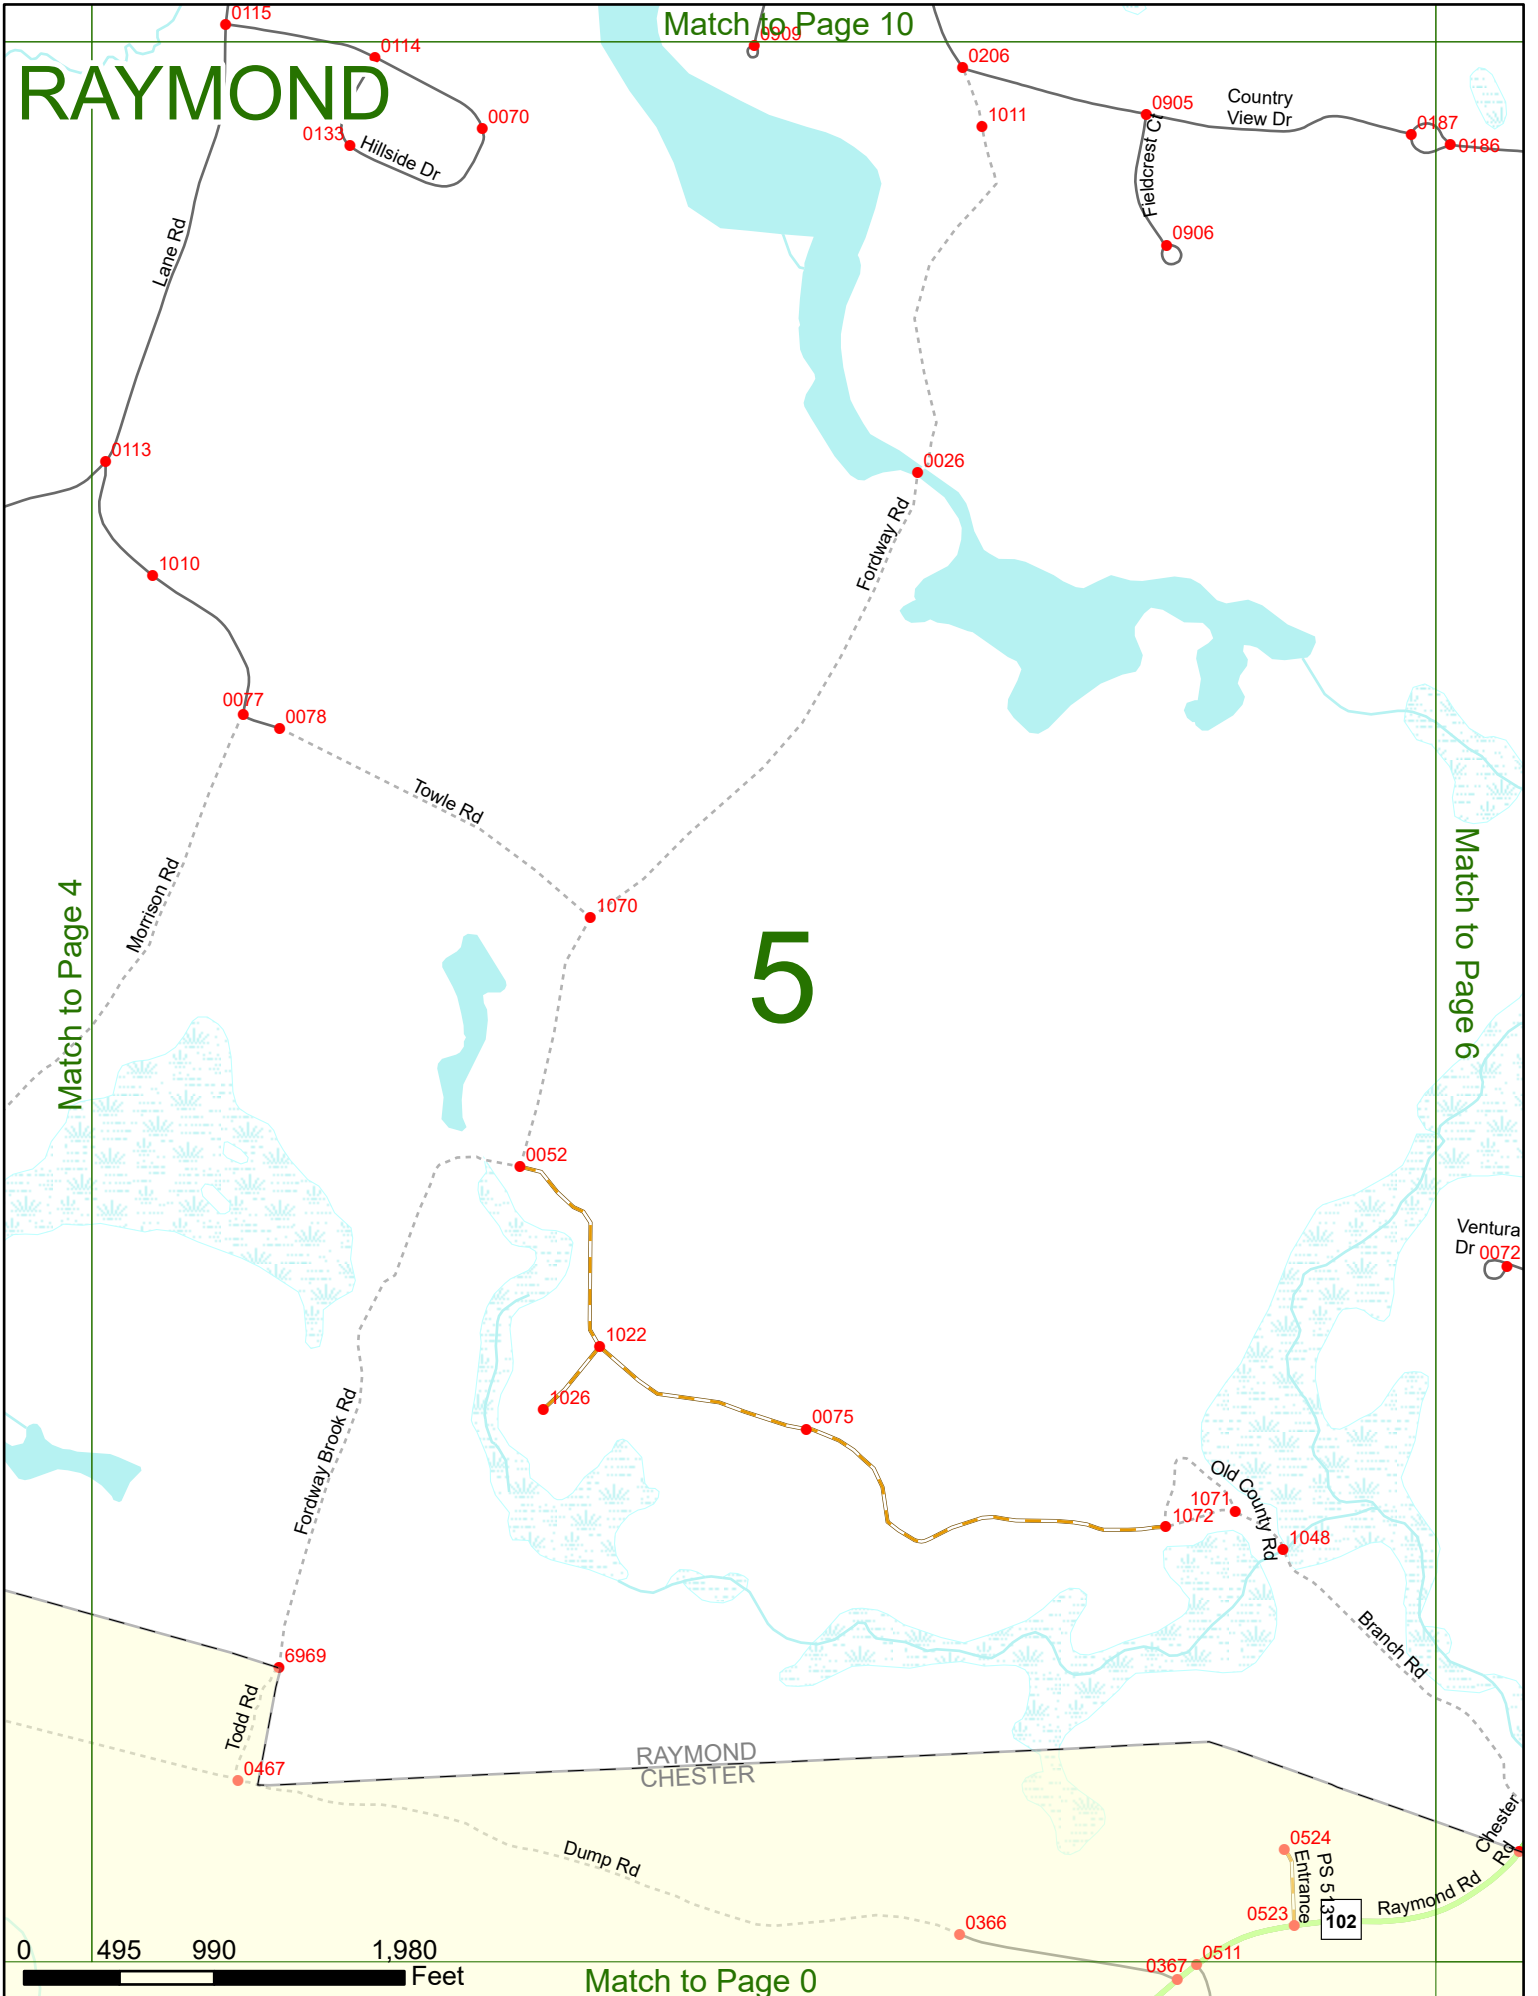 Match to Page 10
0115
0114
0909
0206
RAYMOND
0070
1011
0905
Country
View Dr
0187
0186
0133
Hillside Dr
Fieldcrest Ct
0906
Lane Rd
0113
0026
Fordway Rd
1010
0077
0078
Towle Rd
Morrison Rd
1070
5
Match to Page 4
Match to Page 6
0052
Ventura
Dr
0072
1022
1026
0075
Fordway Brook Rd
Old County Rd
1071
1072
1048
Branch Rd
6969
Todd Rd
0467
RAYMOND
CHESTER
Dump Rd
Chester
Rd
0524
PS 513
Entrance
Raymond Rd
0523
102
0366
0511
0367
0 495 990 1,980
Feet
Match to Page 0